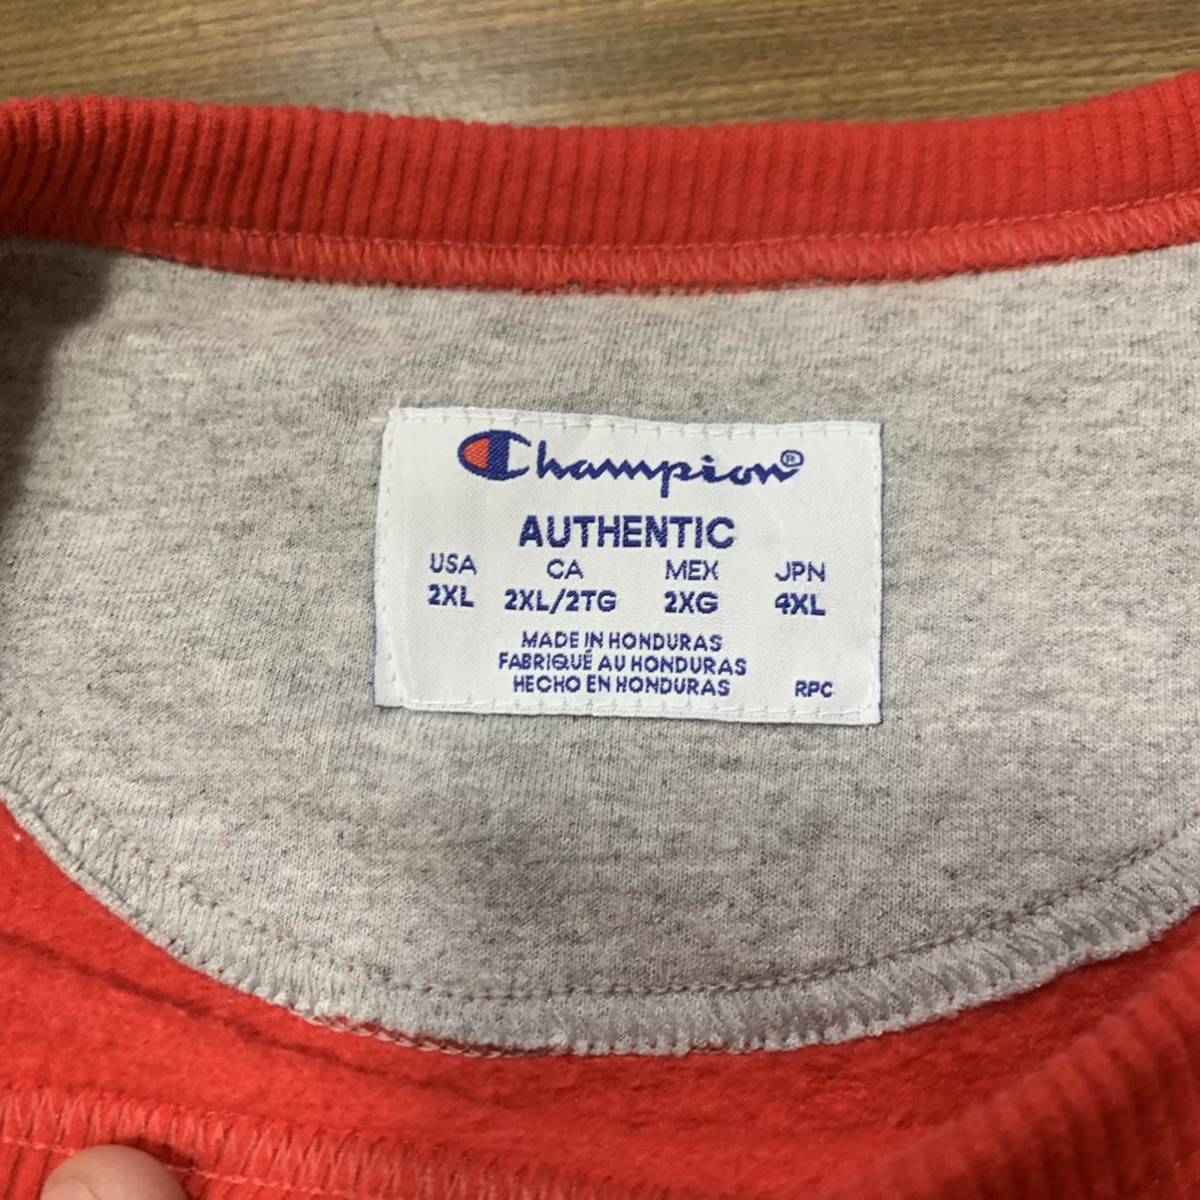 Champion®
AUTHENTIC
USA CA MEX JPN
2XL 2XL/2TG 2XG 4XL
MADE IN HONDURAS
FABRIQUÉ AU HONDURAS
HECHO EN HONDURAS RPC